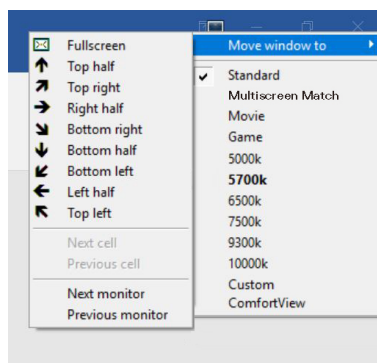 Move window to
Standard
Multiscreen Match
Movie
Game
5000k
5700k
6500k
7500k
9300k
10000k
Custom
ComfortView
Fullscreen
Top half
Top right
Right half
Bottom right
Bottom half
Bottom left
Left half
Top left
Next cell
Previous cell
Next monitor
Previous monitor